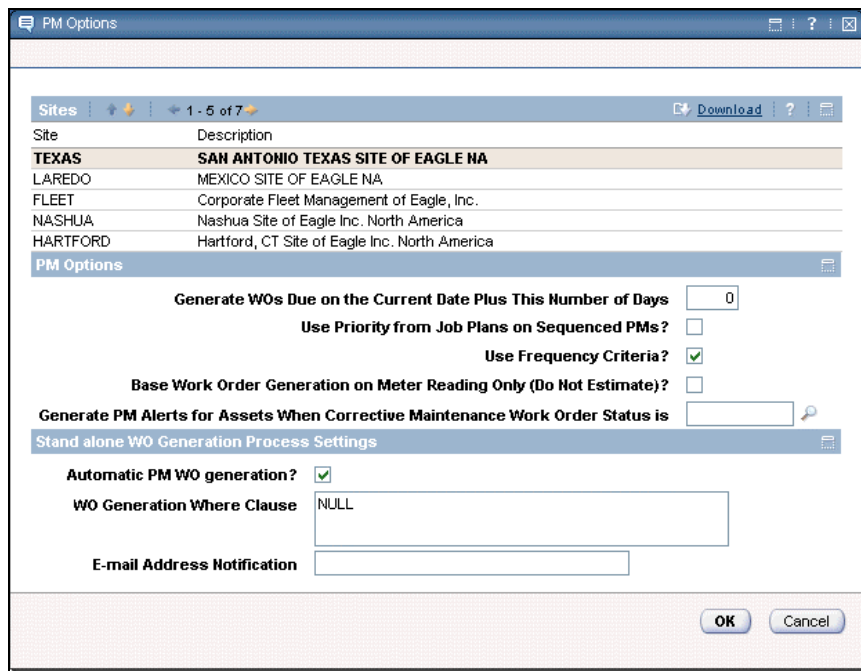 PM Options
?
Sites 1 - 5 of 7 Download ?
Site Description
TEXAS SAN ANTONIO TEXAS SITE OF EAGLE NA
LAREDO MEXICO SITE OF EAGLE NA
FLEET Corporate Fleet Management of Eagle, Inc.
NASHUA Nashua Site of Eagle Inc. North America
HARTFORD Hartford, CT Site of Eagle Inc. North America
PM Options
Generate WOs Due on the Current Date Plus This Number of Days 0
Use Priority from Job Plans on Sequenced PMs?
Use Frequency Criteria?
Base Work Order Generation on Meter Reading Only (Do Not Estimate)?
Generate PM Alerts for Assets When Corrective Maintenance Work Order Status is
Stand alone WO Generation Process Settings
Automatic PM WO generation?
WO Generation Where Clause NULL
E-mail Address Notification
OK Cancel